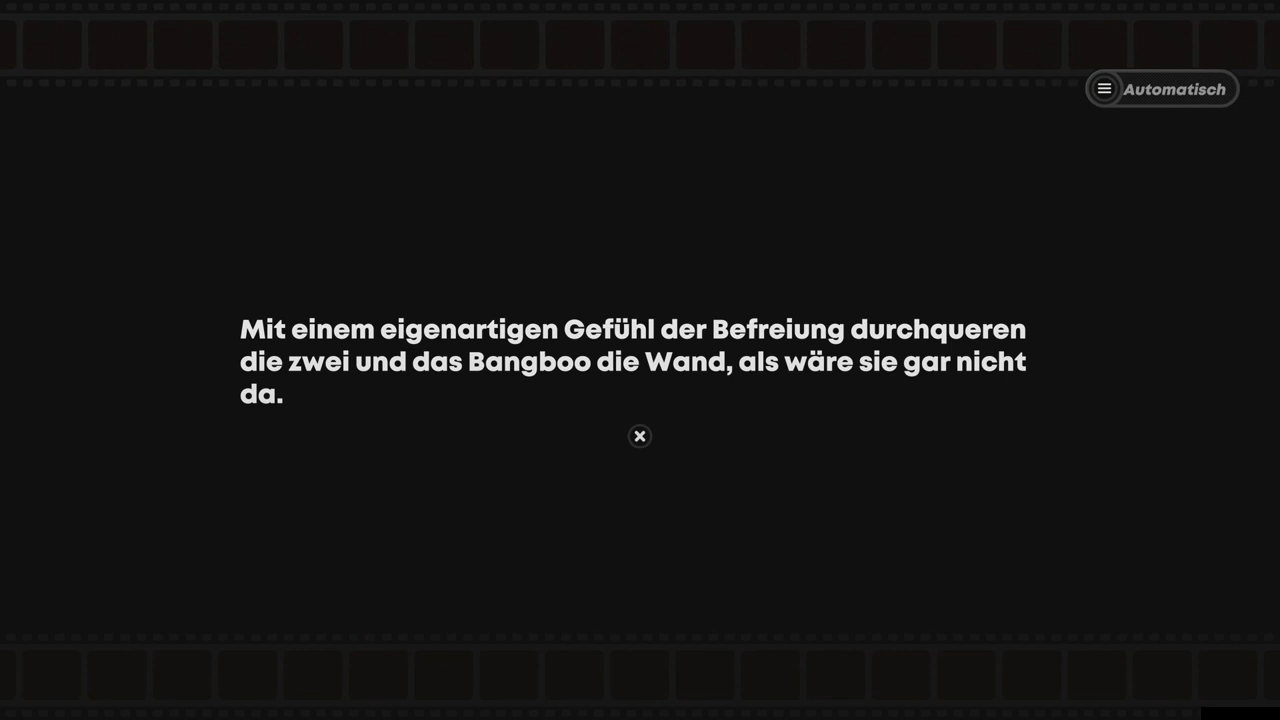 Automatisch
Mit einem eigenartigen Gefühl der Befreiung durchqueren
die zwei und das Bangboo die Wand, als wäre sie gar nicht
da.